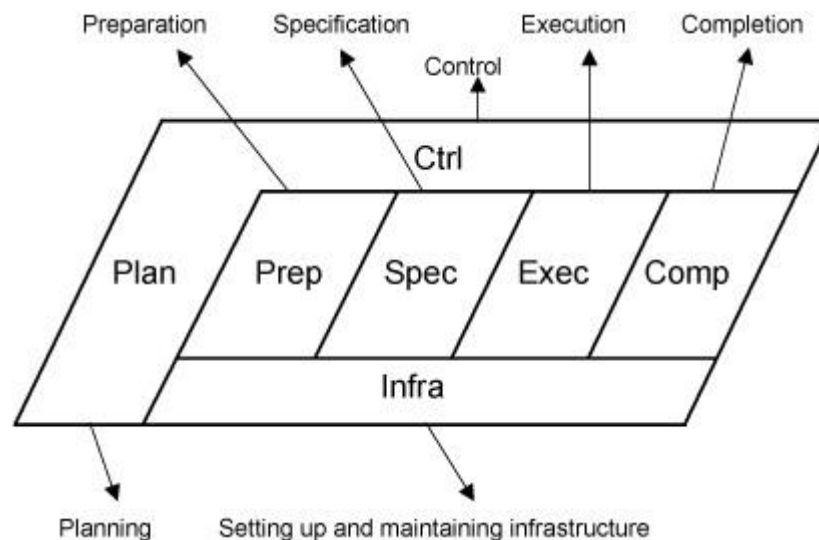 Preparation
Specification
Execution
Completion
Control
Ctrl
Plan
Prep
Spec
Exec
Comp
Infra
Planning
Setting up and maintaining infrastructure